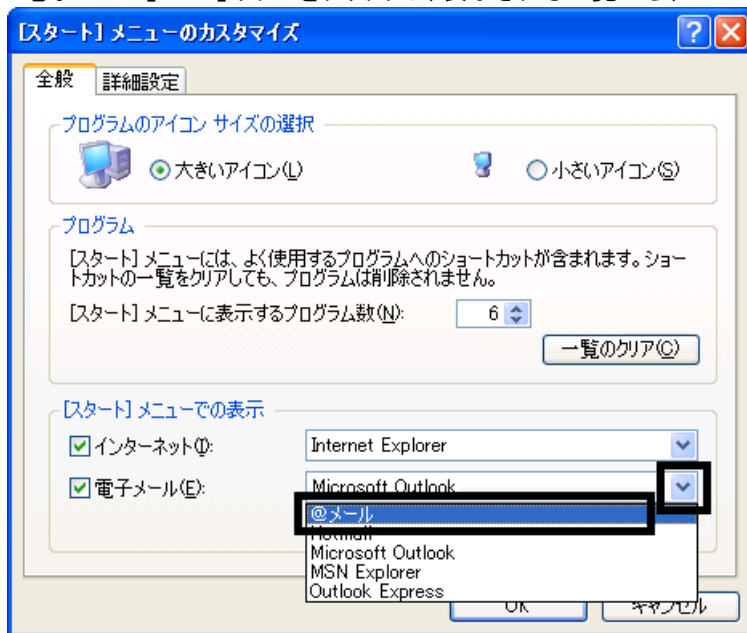 [スタート] メニューのカスタマイズ
全般 詳細設定
プログラムのアイコン サイズの選択
大きいアイコン(L) 小さいアイコン(S)
プログラム
[スタート] メニューには、よく使用するプログラムへのショートカットが含まれます。ショー
トカットの一覧をクリアしても、プログラムは削除されません。
[スタート] メニューに表示するプログラム数(N): 6
一覧のクリア(C)
[スタート] メニューでの表示
インターネット(I): Internet Explorer
電子メール(E): Microsoft Outlook
@メール
Hotmail
Microsoft Outlook
MSN Explorer
Outlook Express
OK キャンセル